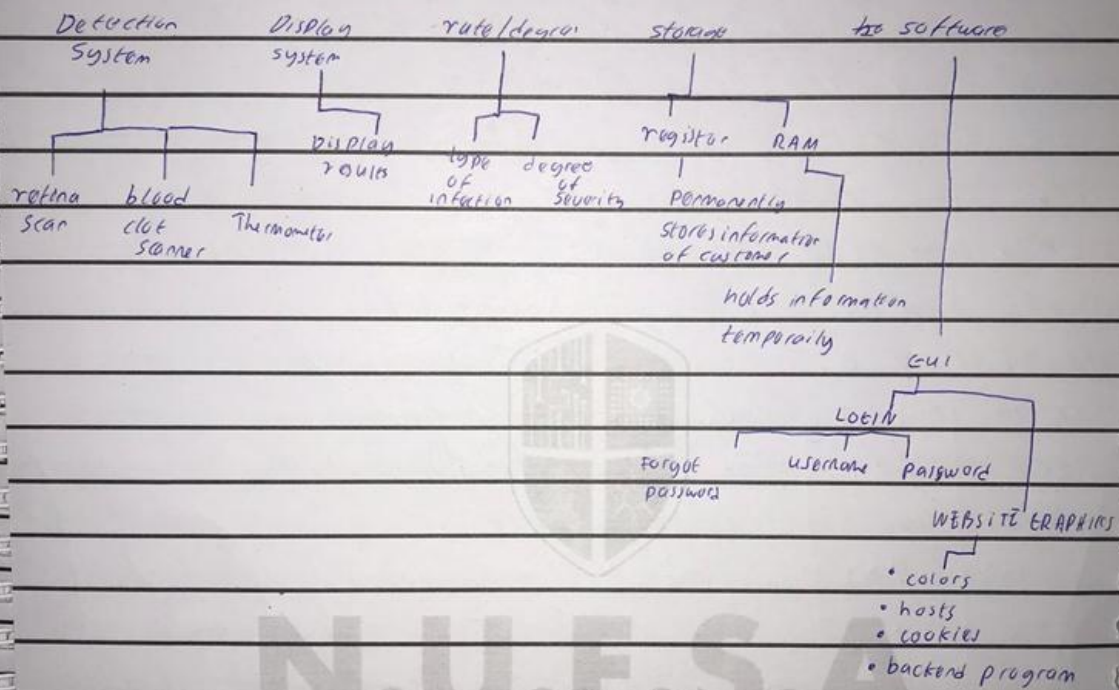 Detection
System
Display
system
rate/degree
storage
software
retina
scan
blood
clot
scanner
Thermometer
Display
results
type
of
infection
degree
of
severity
register
permanently
stores information
of customer
RAM
holds information
temporaily
GUI
LOGIN
Forgot
password
username
password
WEBSITE GRAPHICS
• colors
• hosts
• cookies
• backend program
N.U.E.S.A